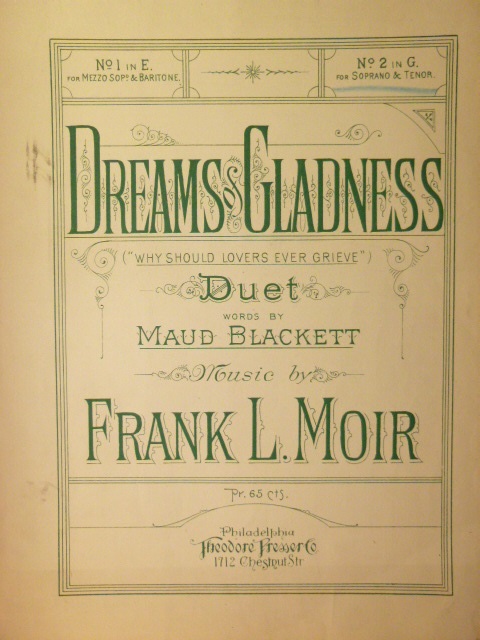 No 1 IN E.
FOR MEZZO SOPo & BARITONE.
No 2 IN G.
FOR SOPRANO & TENOR.
DREAMS OF GLADNESS
("WHY SHOULD LOVERS EVER GRIEVE")
Duet
WORDS BY
MAUD BLACKETT
Music by
FRANK L. MOIR
Pr. 65 cts.
Philadelphia
Theodore Presser Co
1712 Chestnut Str